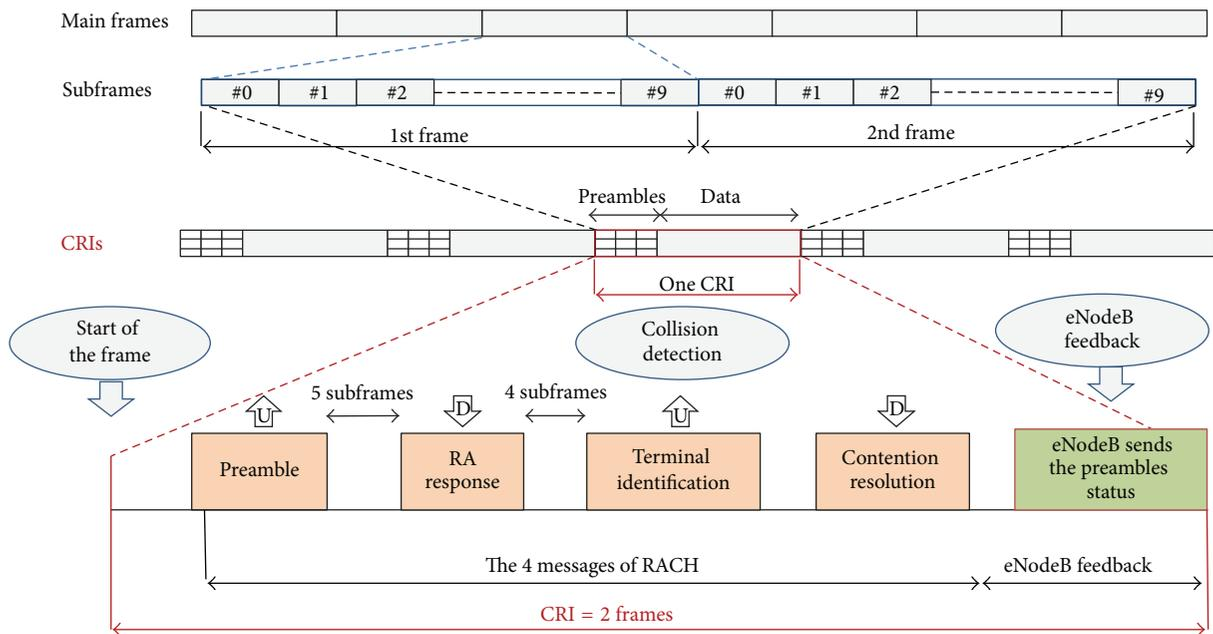 Main frames
Subframes
#0 #1 #2 #9 #0 #1 #2 #9
1st frame
2nd frame
Preambles Data
CRIs
One CRI
Start of
the frame
Collision
detection
eNodeB
feedback
5 subframes
4 subframes
U D U D
Preamble
RA
response
Terminal
identification
Contention
resolution
eNodeB sends
the preambles
status
The 4 messages of RACH
eNodeB feedback
CRI = 2 frames